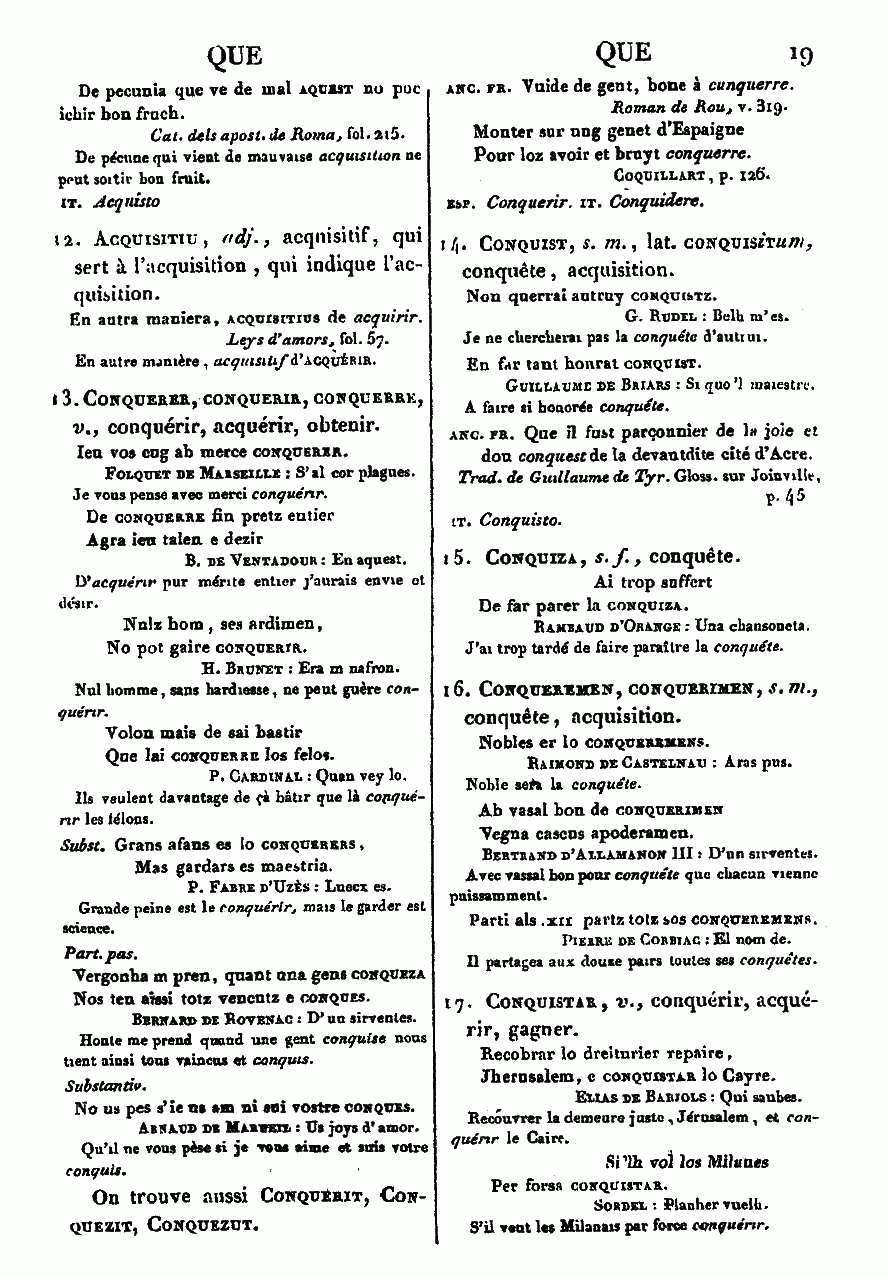 QUE
De pecunia que ve de mal AQUEST no poc
ichir bon fruch.
Cat. dels apost. de Roma, fol. 215.
De pécune qui vient de mauvaise acquisition ne
peut sortir bon fruit.
IT. Acquisto
12. ACQUISITIU, adj., acquisitif, qui
sert à l'acquisition, qui indique l'ac-
quisition.
En autra maniera, ACQUISITIUS de acquirir.
Leys d'amors, fol. 57.
En autre manière, acquisitif d'ACQUÉRIR.
13. CONQUERER, CONQUERIR, CONQUERRE,
v., conquérir, acquérir, obtenir.
Ieu vos eug ab merce CONQUERER.
FOLQUET DE MARSEILLE : S'al cor plagues.
Je vous pense avec merci conquérir.
De CONQUERRE fin pretz entier
Agra ieu talen e dezir
B. DE VENTADOUR : En aquest.
D'acquérir pur mérite entier j'aurais envie et
désir.
Nulz hom, ses ardimen,
No pot gaire CONQUERIR.
H. BRUNET : Era m nafron.
Nul homme, sans hardiesse, ne peut guère con-
quérir.
Volon mais de sai bastir
Que lai CONQUERRE los felos.
P. CARDINAL : Quan vey lo.
Ils veulent davantage de çà bâtir que là conqué-
rir les félons.
Subst. Grans afans es lo CONQUERERS,
Mas gardars es maestria.
P. FABRE D'UZÈS : Luecx es.
Grande peine est le conquérir, mais le garder est
science.
Part. pas.
Vergonha m pren, quant una gens CONQUEZA
Nos ten aissi totz vencutz e CONQUES.
BERNARD DE ROVENAC : D'un sirventes.
Honte me prend quand une gent conquise nous
tient ainsi tous vaincus et conquis.
Substantiv.
No us pes s'ie us am ni sui vostre CONQUES.
ARNAUD DE MARUEIL : Us joys d'amor.
Qu'il ne vous pèse si je vous aime et suis votre
conquis.
On trouve aussi CONQUÉRIT, CON-
QUEZIT, CONQUEZUT.
QUE 19
ANC. FR. Vuide de gent, bone à cunquerre.
Roman de Rou, v. 319.
Monter sur ung genet d'Espaigne
Pour loz avoir et bruyt conquerre.
COQUILLART, p. 126.
ESP. Conquerir. IT. Conquidere.
14. CONQUIST, s. m., lat. CONQUISITum,
conquête, acquisition.
Non querrai autruy CONQUISTZ.
G. RUDEL : Belh m'es.
Je ne chercherai pas la conquête d'autrui.
En far tant honrat CONQUIST.
GUILLAUME DE BRIARS : Si quo'l maiestre.
A faire si honorée conquête.
ANC. FR. Que il fust parçonnier de la joie et
dou conquest de la devantdite cité d'Acre.
Trad. de Guillaume de Tyr. Gloss. sur Joinville,
p. 45
IT. Conquisto.
15. CONQUIZA, s. f., conquête.
Ai trop suffert
De far parer la CONQUIZA.
RAMBAUD D'ORANGE : Una chansoneta.
J'ai trop tardé de faire paraître la conquête.
16. CONQUEREMEN, CONQUERIMEN, s. m.,
conquête, acquisition.
Nobles er lo CONQUEREMENS.
RAIMOND DE CASTELNAU : Aras pus.
Noble sera la conquête.
Ab vasal bon de CONQUERIMEN
Vegna cascus apoderamen.
BERTRAND D'ALLAMANON III : D'un sirventes.
Avec vassal bon pour conquête que chacun vienne
puissamment.
Parti als .XII partz totz sos CONQUEREMENS.
PIERRE DE CORBIAC : El nom de.
Il partagea aux douze pairs toutes ses conquêtes.
17. CONQUISTAR, v., conquérir, acqué-
rir, gagner.
Recobrar lo dreiturier repaire,
Jherusalem, e CONQUISTAR lo Cayre.
ELIAS DE BARJOLS : Qui saubes.
Recouvrer la demeure juste, Jérusalem, et con-
quérir le Caire.
Si'lh vol los Milanes
Per forsa CONQUISTAR.
SORDEL : Planher vuelh.
S'il veut les Milanais par force conquérir.